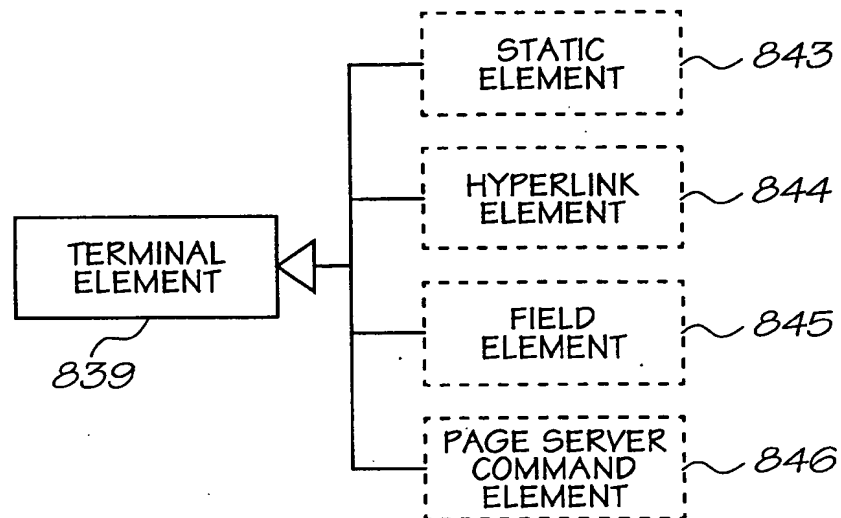 STATIC
ELEMENT
843
HYPERLINK
ELEMENT
844
TERMINAL
ELEMENT
839
FIELD
ELEMENT
845
PAGE SERVER
COMMAND
ELEMENT
846